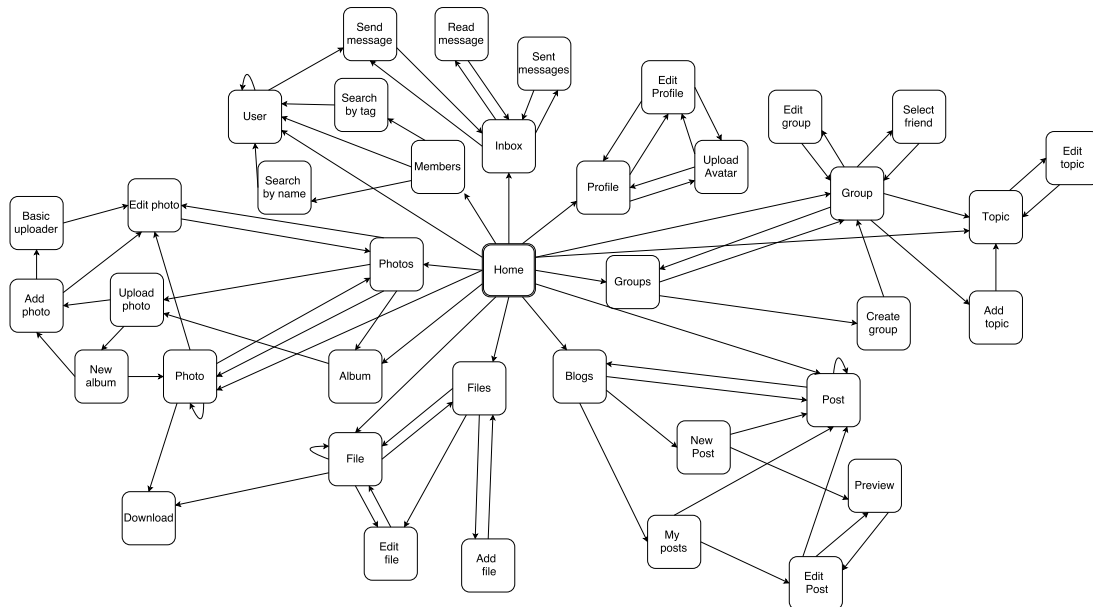 Send
message
Read
message
Sent
messages
User
Search
by tag
Inbox
Edit
Profile
Edit
group
Select
friend
Members
Search
by name
Profile
Upload
Avatar
Group
Edit
topic
Topic
Basic
uploader
Edit photo
Photos
Home
Groups
Add
photo
Upload
photo
Create
group
Add
topic
New
album
Photo
Album
Files
Blogs
Post
File
New
Post
Preview
Download
Edit
file
Add
file
My
posts
Edit
Post